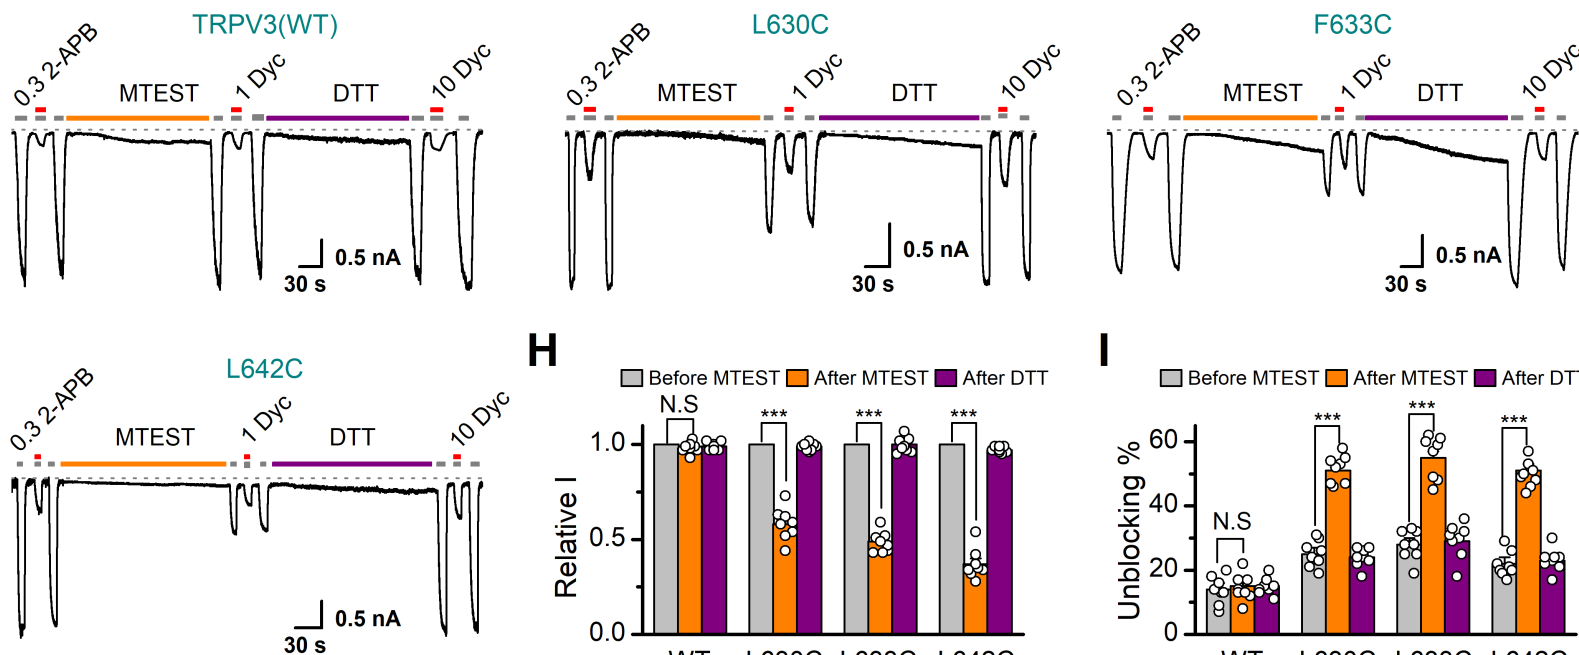 TRPV3(WT)
0.3 2-APB
MTEST
1 Dyc
DTT
10 Dyc
0.5 nA
30 s
L630C
0.3 2-APB
MTEST
1 Dyc
DTT
10 Dyc
0.5 nA
30 s
F633C
0.3 2-APB
MTEST
1 Dyc
DTT
10 Dyc
0.5 nA
30 s
L642C
0.3 2-APB
MTEST
1 Dyc
DTT
10 Dyc
0.5 nA
30 s
H
Before MTEST After MTEST After DTT
N.S *** *** ***
Relative I
1.0
0.5
0.0
I
Before MTEST After MTEST After DTT
N.S *** *** ***
Unblocking %
60
40
20
0